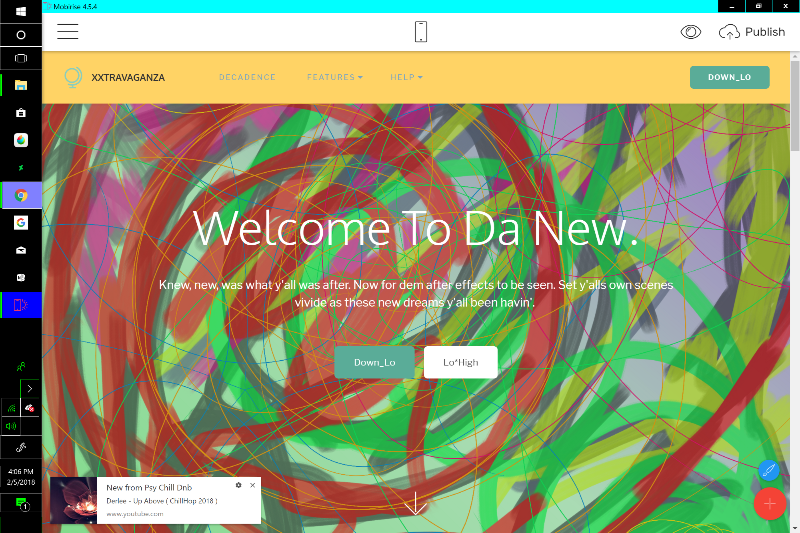 Mobirise 4.5.4
Publish
XXTRAVAGANZA
DECADENCE
FEATURES
HELP
DOWN_LO
Welcome To Da New.
Knew, new, was what y'all was after. Now for dem after effects to be seen. Set y'alls own scenes
vivide as these new dreams y'all been havin'.
Down_Lo
Lo^High
New from Psy Chill Dnb
Derlee - Up Above ( ChillHop 2018 )
www.youtube.com
4:06 PM
2/5/2018
1